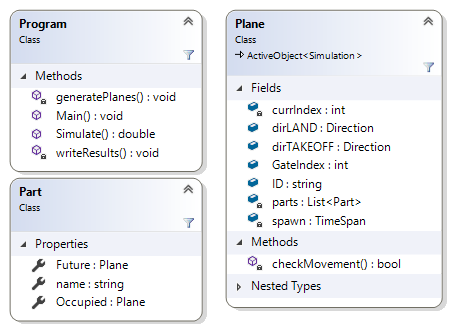 Program
Class
Methods
generatePlanes() : void
Main() : void
Simulate() : double
writeResults() : void
Part
Class
Properties
Future : Plane
name : string
Occupied : Plane
Plane
Class
ActiveObject<Simulation >
Fields
currIndex : int
dirLAND : Direction
dirTAKEOFF : Direction
GateIndex : int
ID : string
parts : List<Part>
spawn : TimeSpan
Methods
checkMovement() : bool
Nested Types